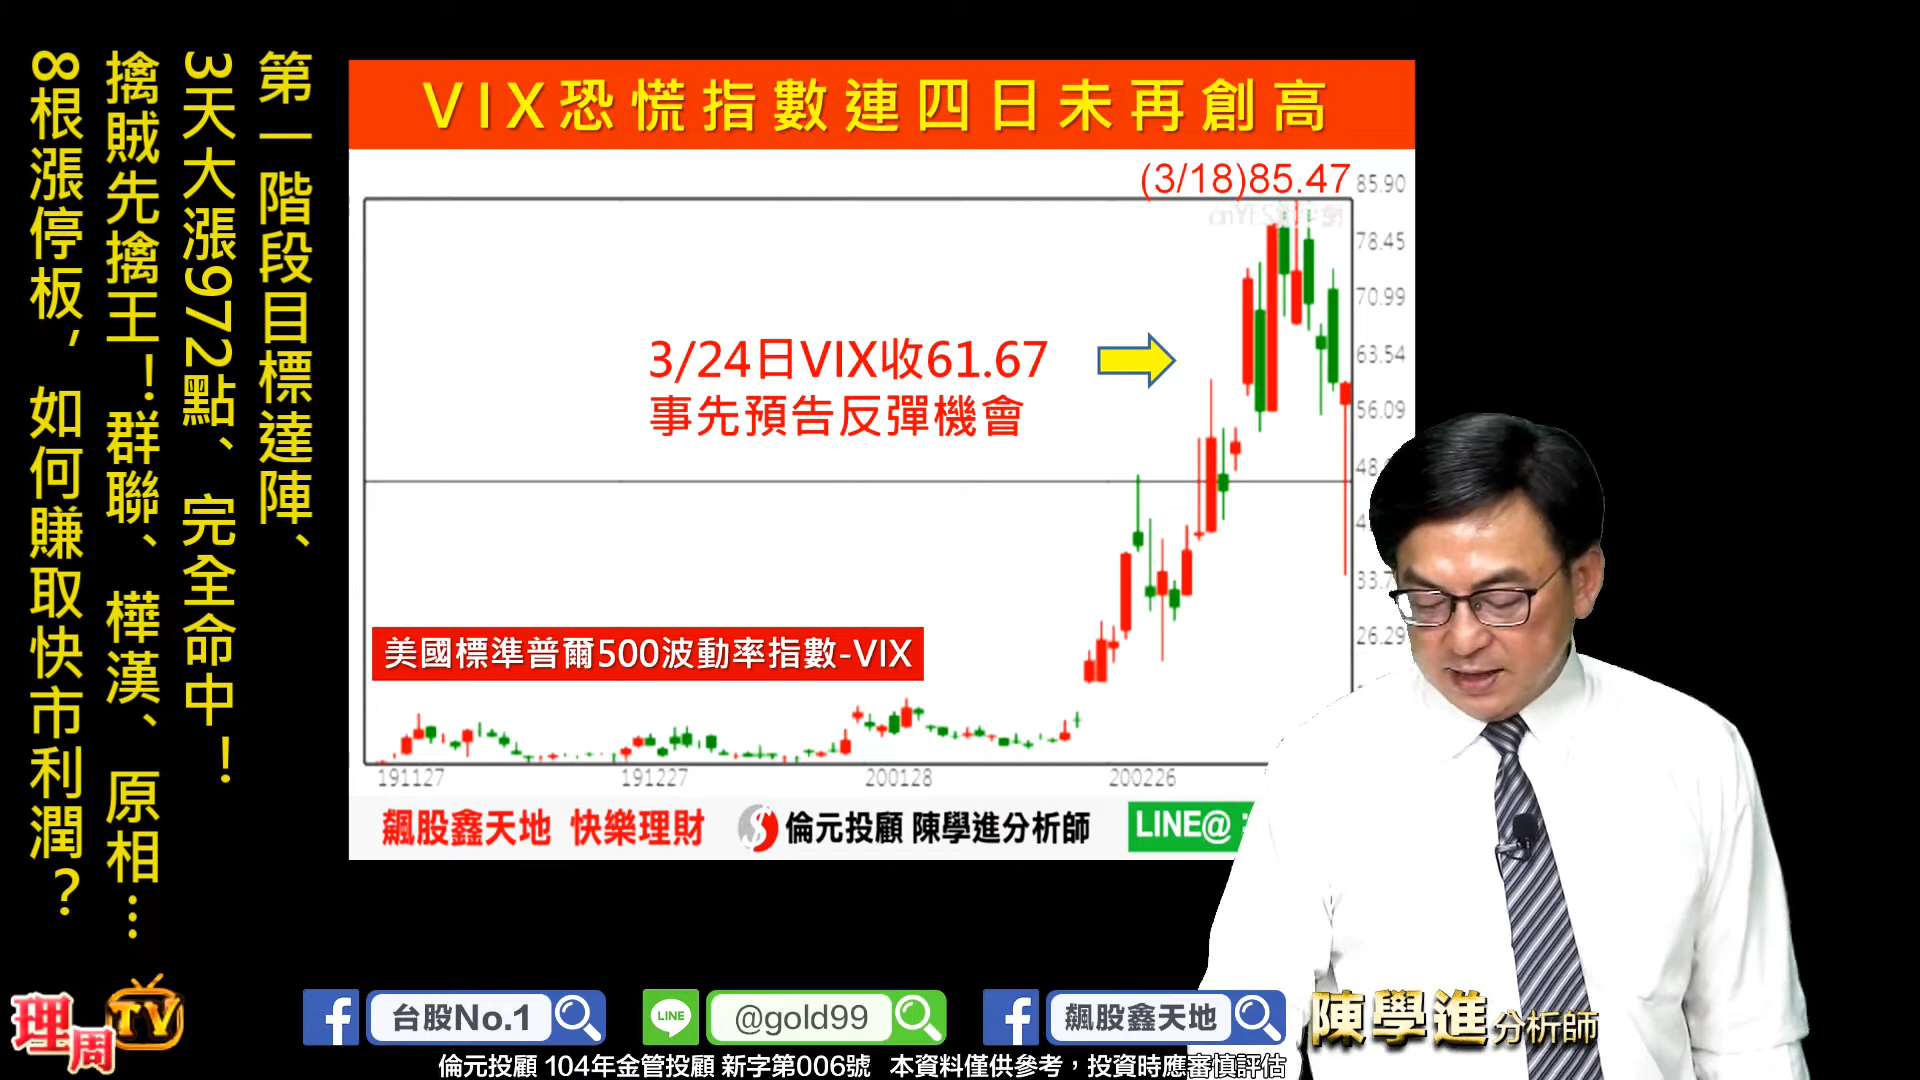 第一階段目標達陣、
3天大漲972點、完全命中！
擒賊先擒王！群聯、樺漢、原相…
8根漲停板，如何賺取快市利潤？
VIX恐慌指數連四日未再創高
(3/18)85.47
85.90
78.45
70.99
63.54
56.09
33.7
26.29
3/24日VIX收61.67
事先預告反彈機會
美國標準普爾500波動率指數-VIX
191127
191227
200128
200226
飆股鑫天地 快樂理財
倫元投顧 陳學進分析師
LINE@
理周TV
台股No.1
LINE
@gold99
飆股鑫天地
陳學進分析師
倫元投顧 104年金管投顧 新字第006號 本資料僅供參考，投資時應審慎評估